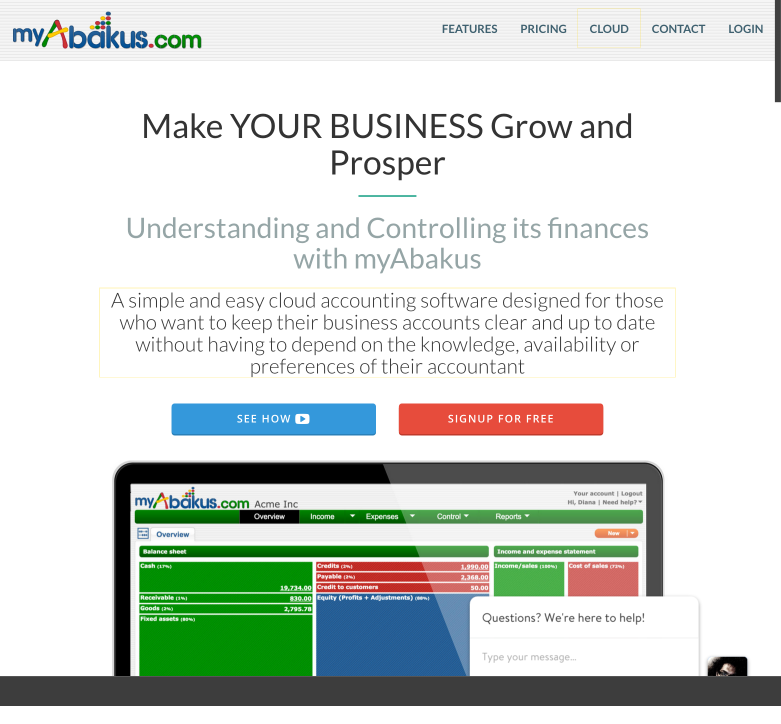 myAbakus.com
FEATURES PRICING CLOUD CONTACT LOGIN
Make YOUR BUSINESS Grow and
Prosper
Understanding and Controlling its finances
with myAbakus
A simple and easy cloud accounting software designed for those
who want to keep their business accounts clear and up to date
without having to depend on the knowledge, availability or
preferences of their accountant
SEE HOW
SIGNUP FOR FREE
myAbakus.com Acme Inc
Your account | Logout
Hi, Diana | Need help?
Overview Income Expenses Control Reports
Overview
New
Balance sheet
Income and expense statement
Cash (17%)
19,734.00
Receivable (1%)
830.00
Goods (3%)
2,795.78
Fixed assets (80%)
Credits (2%)
1,990.00
Payable (3%)
2,368.00
Credit to customers
50.00
Equity (Profits + Adjustments) (90%)
Income/sales (100%)
Cost of sales (73%)
Questions? We're here to help!
Type your message...